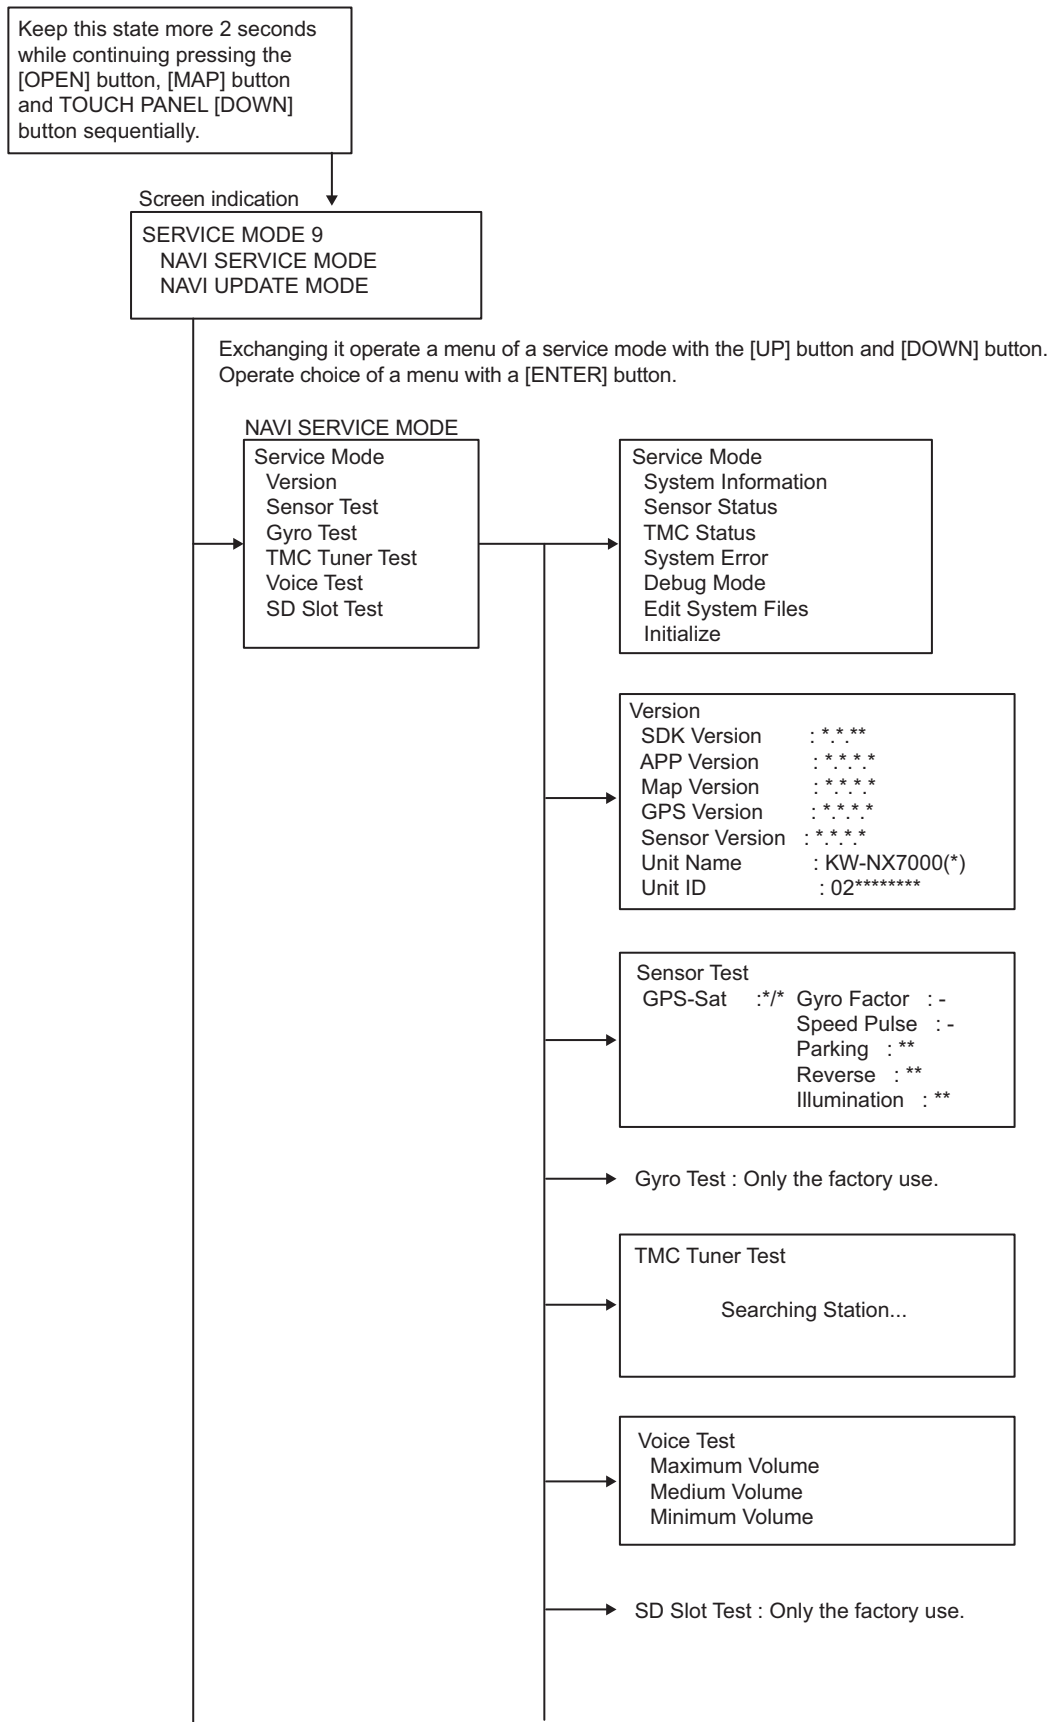 Keep this state more 2 seconds
while continuing pressing the
[OPEN] button, [MAP] button
and TOUCH PANEL [DOWN]
button sequentially.
Screen indication
SERVICE MODE 9
NAVI SERVICE MODE
NAVI UPDATE MODE
Exchanging it operate a menu of a service mode with the [UP] button and [DOWN] button.
Operate choice of a menu with a [ENTER] button.
NAVI SERVICE MODE
Service Mode
Version
Sensor Test
Gyro Test
TMC Tuner Test
Voice Test
SD Slot Test
Service Mode
System Information
Sensor Status
TMC Status
System Error
Debug Mode
Edit System Files
Initialize
Version
SDK Version : *.*.**
APP Version : *.*.*.*
Map Version : *.*.*.*
GPS Version : *.*.*.*
Sensor Version : *.*.*.*
Unit Name : KW-NX7000(*)
Unit ID : 02********
Sensor Test
GPS-Sat :*/* Gyro Factor : -
Speed Pulse : -
Parking : **
Reverse : **
Illumination : **
Gyro Test : Only the factory use.
TMC Tuner Test
Searching Station...
Voice Test
Maximum Volume
Medium Volume
Minimum Volume
SD Slot Test : Only the factory use.